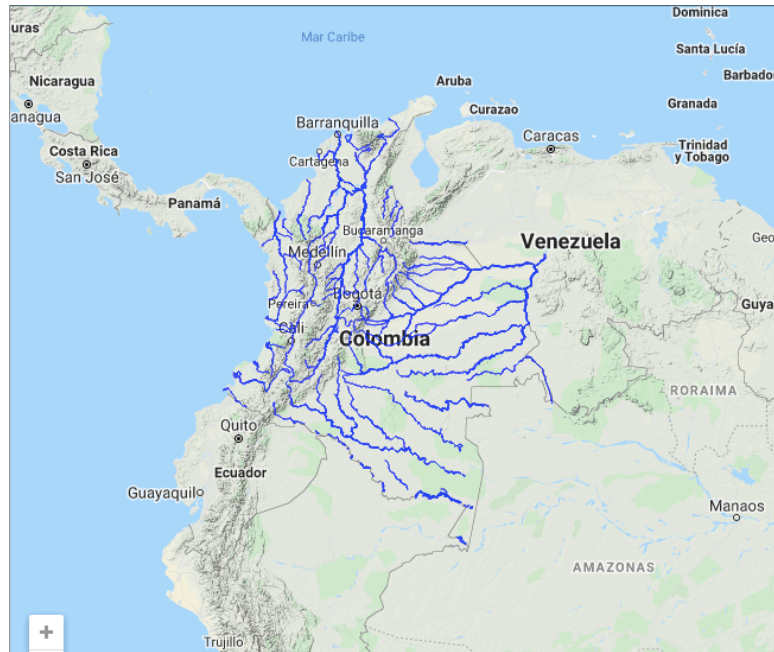 Dominica
uras
Mar Caribe
Santa Lucía
Nicaragua
Aruba
Barbados
Curazao
Granada
anagua
Barranquilla
Caracas
Costa Rica
Cartagena
Trinidad
y Tobago
San José
Panamá
Bucaramanga
Venezuela
Geo
Medellín
Pereira
Bogotá
Guya
Cali
Colombia
RORAIMA
Quito
Ecuador
Guayaquil
Manaos
AMAZONAS
+
Trujillo